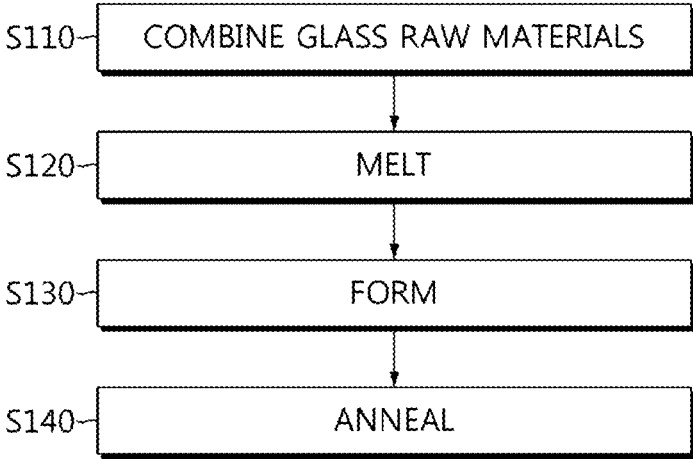 S110 COMBINE GLASS RAW MATERIALS
S120 MELT
S130 FORM
S140 ANNEAL